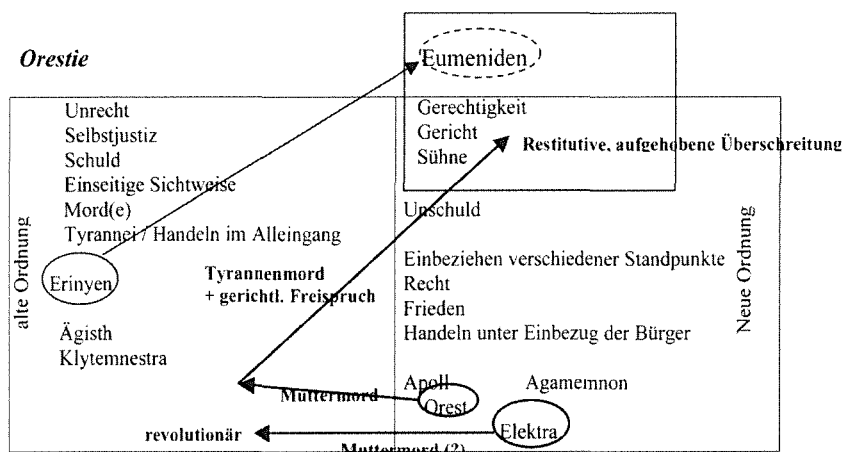 Orestie
Eumeniden
Unrecht
Selbstjustiz
Schuld
Einseitige Sichtweise
Mord(e)
Tyrannei / Handeln im Alleingang
alte Ordnung
Erinyen
Ägisth
Klytemnestra
Tyrannenmord
+ gerichtl. Freispruch
Gerechtigkeit
Gericht
Sühne
Restitutive, aufgehobene Überschreitung
Unschuld
Einbeziehen verschiedener Standpunkte
Recht
Frieden
Handeln unter Einbezug der Bürger
Neue Ordnung
Apoll
Agamemnon
Muttermord
Orest
revolutionär
Elektra
Muttermord (?)